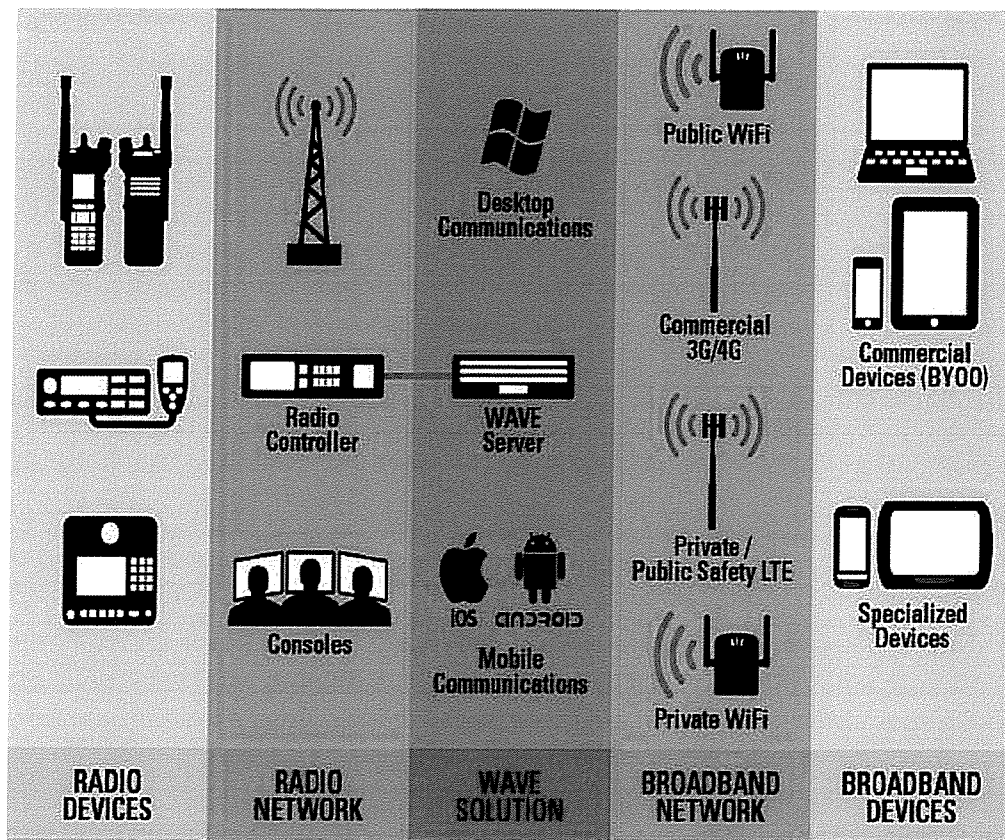 Desktop
Communications
Radio
Controller
WAVE
Server
Consoles
iOS
ANDROID
Mobile
Communications
Public WiFi
Commercial
3G/4G
Private /
Public Safety LTE
Private WiFi
Commercial
Devices (BYOD)
Specialized
Devices
RADIO
DEVICES
RADIO
NETWORK
WAVE
SOLUTION
BROADBAND
NETWORK
BROADBAND
DEVICES